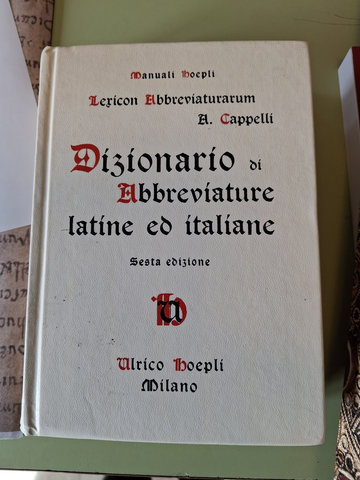 Manuali Hoepli
Lexicon Abbreviaturarum
A. Cappelli
Dizionario di
Abbreviature
latine ed italiane
Sesta edizione
Ulrico Hoepli
Milano